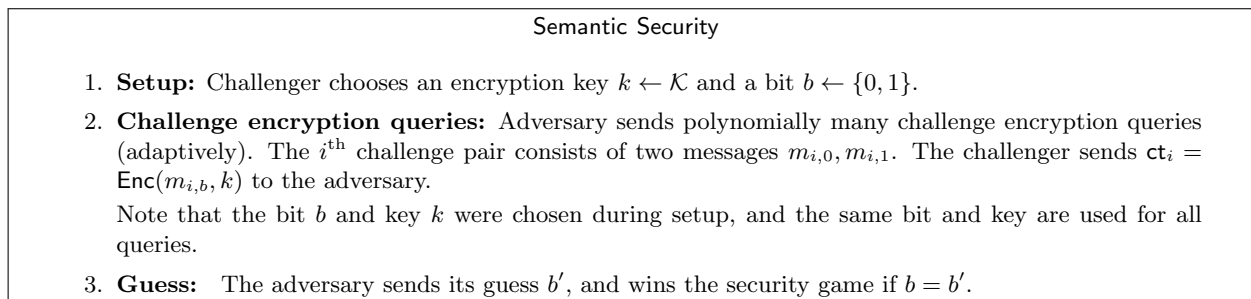 Semantic Security
1. Setup: Challenger chooses an encryption key k ← 𝒦 and a bit b ← {0, 1}.
2. Challenge encryption queries: Adversary sends polynomially many challenge encryption queries
(adaptively). The i^th challenge pair consists of two messages m_{i,0}, m_{i,1}. The challenger sends ct_i =
Enc(m_{i,b}, k) to the adversary.
Note that the bit b and key k were chosen during setup, and the same bit and key are used for all
queries.
3. Guess: The adversary sends its guess b′, and wins the security game if b = b′.